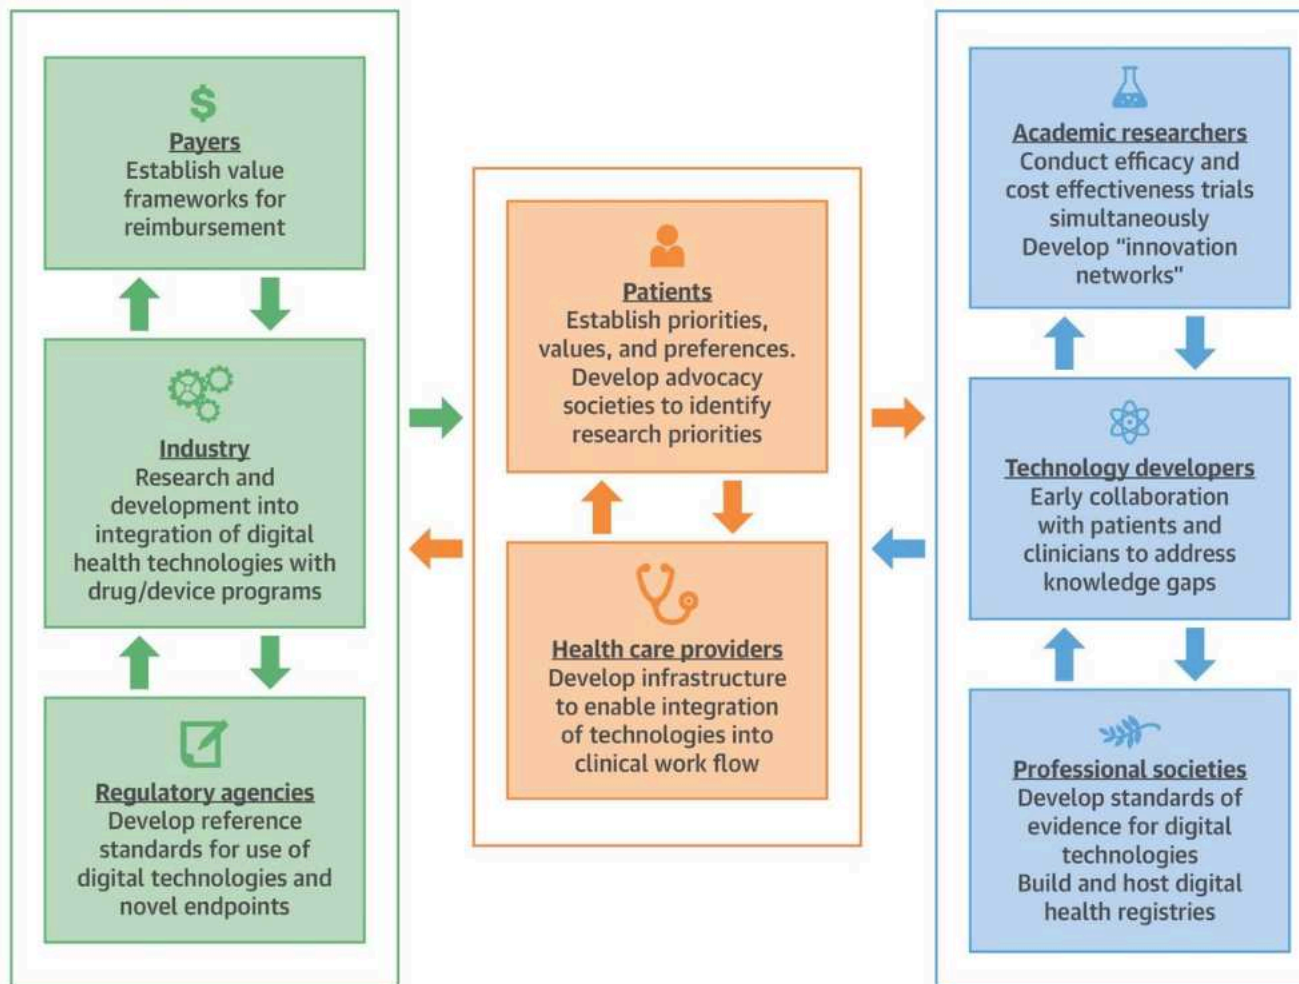 $
Payers
Establish value
frameworks for
reimbursement
Industry
Research and
development into
integration of digital
health technologies with
drug/device programs
Regulatory agencies
Develop reference
standards for use of
digital technologies and
novel endpoints
Patients
Establish priorities,
values, and preferences.
Develop advocacy
societies to identify
research priorities
Health care providers
Develop infrastructure
to enable integration
of technologies into
clinical work flow
Academic researchers
Conduct efficacy and
cost effectiveness trials
simultaneously
Develop "innovation
networks"
Technology developers
Early collaboration
with patients and
clinicians to address
knowledge gaps
Professional societies
Develop standards of
evidence for digital
technologies
Build and host digital
health registries